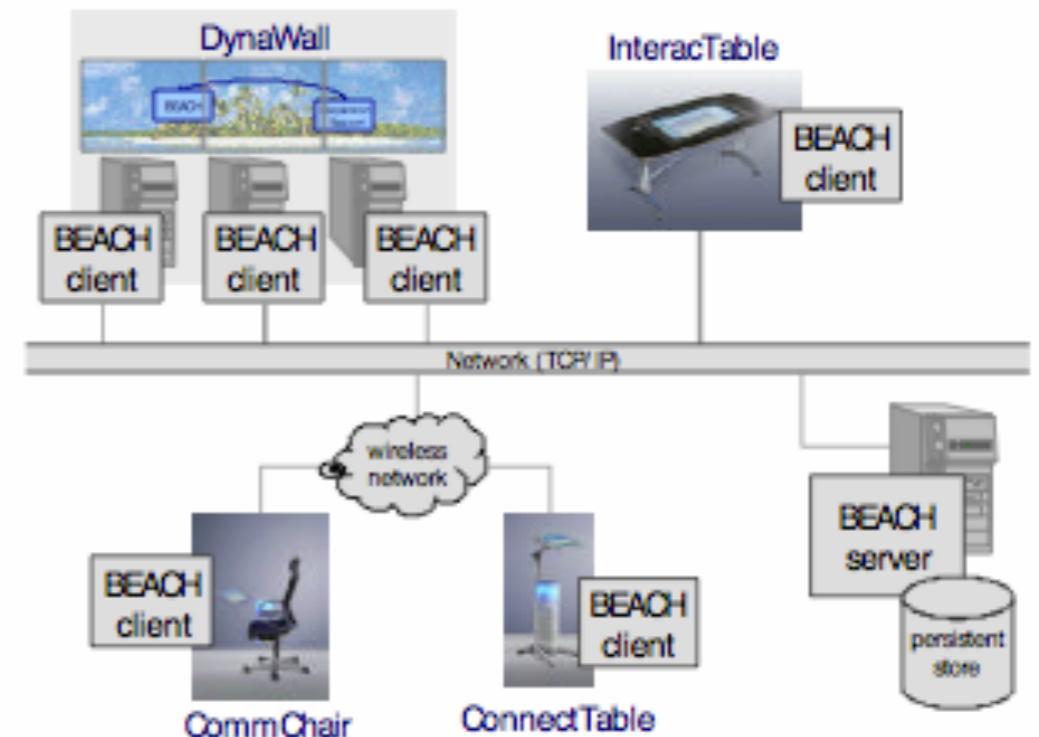 DynaWall
InteracTable
BEACH
BEACH
client
BEACH
client
BEACH
client
BEACH
client
Network (TCP/IP)
wireless
network
BEACH
client
BEACH
client
BEACH
server
persistent
store
CommChair
ConnectTable